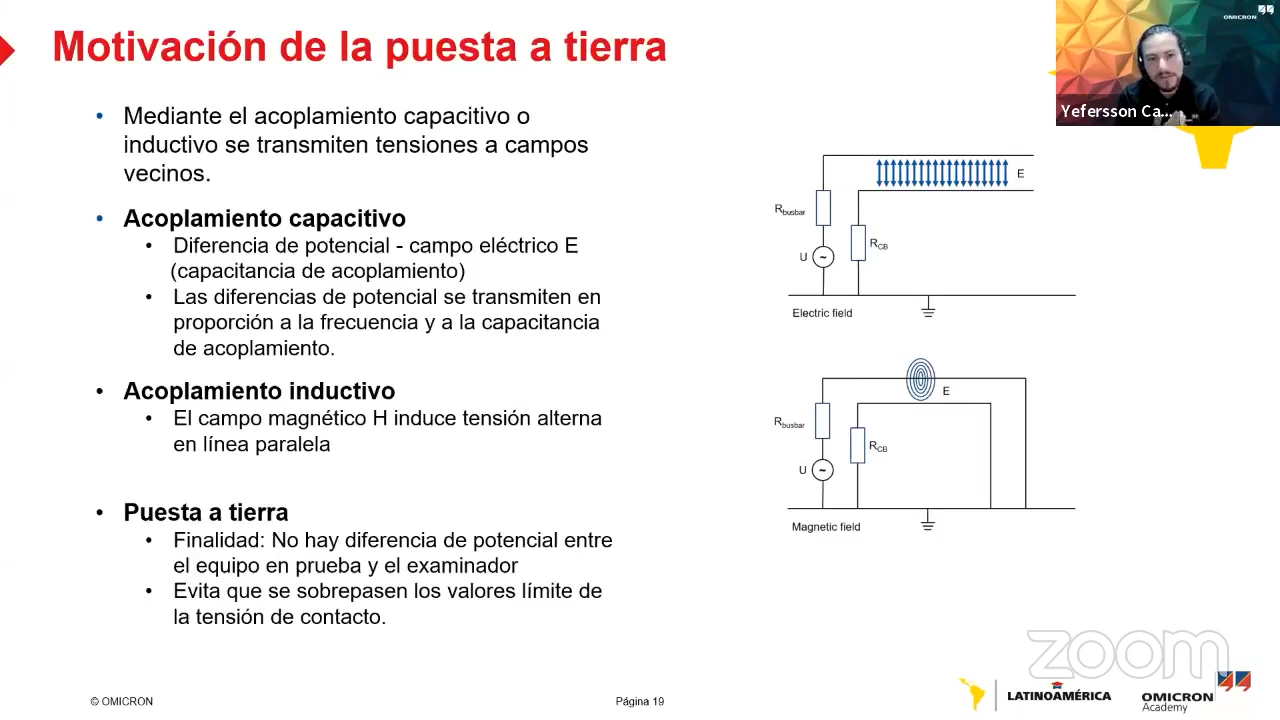 Motivación de la puesta a tierra
OMICRON
Yefersson Ca...
• Mediante el acoplamiento capacitivo o
inductivo se transmiten tensiones a campos
vecinos.
• Acoplamiento capacitivo
• Diferencia de potencial - campo eléctrico E
(capacitancia de acoplamiento)
• Las diferencias de potencial se transmiten en
proporción a la frecuencia y a la capacitancia
de acoplamiento.
• Acoplamiento inductivo
• El campo magnético H induce tensión alterna
en línea paralela
• Puesta a tierra
• Finalidad: No hay diferencia de potencial entre
el equipo en prueba y el examinador
• Evita que se sobrepasen los valores límite de
la tensión de contacto.
E
Rbusbar
RCB
U
~
Electric field
E
Rbusbar
RCB
U
~
Magnetic field
zoom
© OMICRON
Página 19
LATINOAMÉRICA
OMICRON
Academy